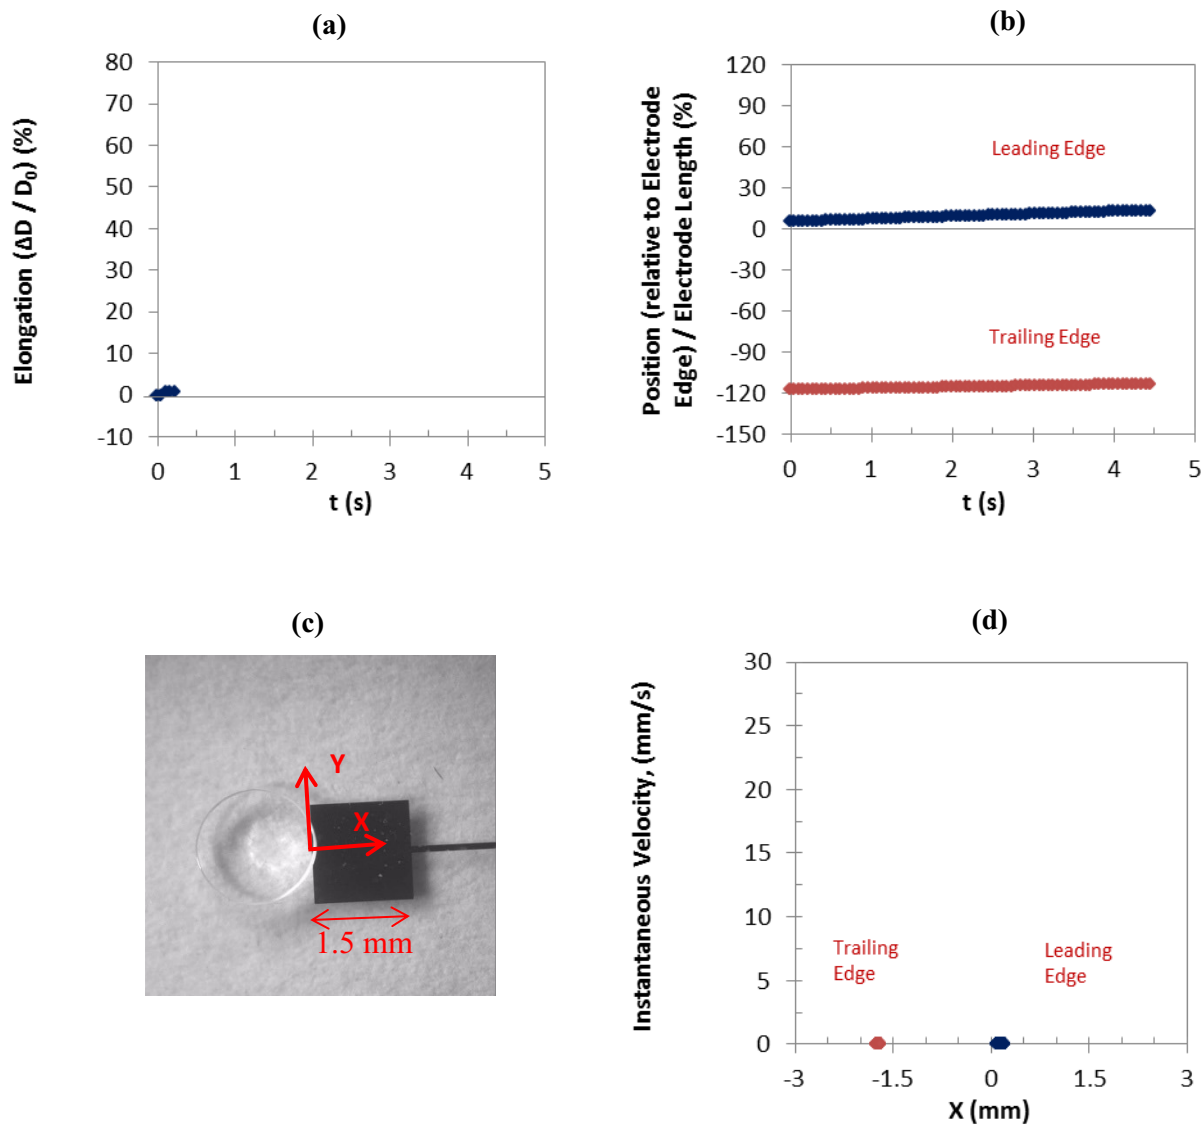 (a)
Elongation (ΔD / D₀) (%)
80
70
60
50
40
30
20
10
0
-10
0 1 2 3 4 5
t (s)
(b)
Position (relative to Electrode
Edge) / Electrode Length (%)
120
90
60
30
0
-30
-60
-90
-120
-150
Leading Edge
Trailing Edge
0 1 2 3 4 5
t (s)
(c)
Y
X
1.5 mm
(d)
Instantaneous Velocity, (mm/s)
30
25
20
15
10
5
0
Trailing
Edge
Leading
Edge
-3 -1.5 0 1.5 3
X (mm)